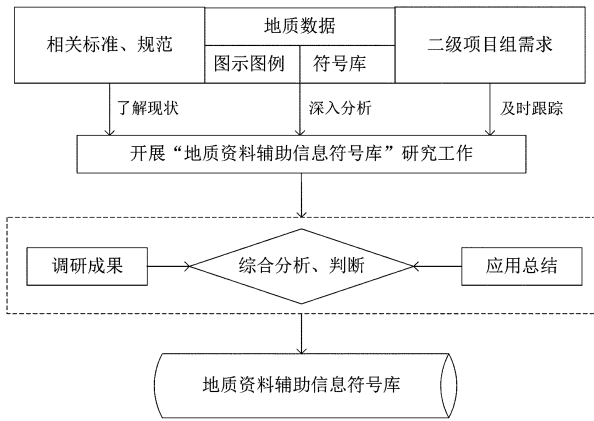 相关标准、规范
地质数据
二级项目组需求
图示图例
符号库
了解现状
深入分析
及时跟踪
开展“地质资料辅助信息符号库”研究工作
调研成果
综合分析、判断
应用总结
地质资料辅助信息符号库